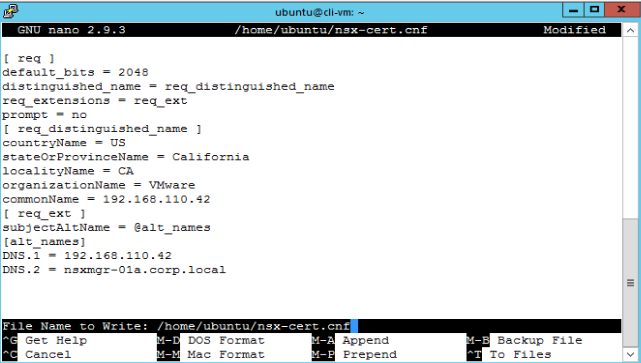 ubuntu@cli-vm: ~
GNU nano 2.9.3 /home/ubuntu/nsx-cert.cnf Modified
[ req ]
default_bits = 2048
distinguished_name = req_distinguished_name
req_extensions = req_ext
prompt = no
[ req_distinguished_name ]
countryName = US
stateOrProvinceName = California
localityName = CA
organizationName = VMware
commonName = 192.168.110.42
[ req_ext ]
subjectAltName = @alt_names
[alt_names]
DNS.1 = 192.168.110.42
DNS.2 = nsxmgr-01a.corp.local
File Name to Write: /home/ubuntu/nsx-cert.cnf
^G Get Help M-D DOS Format M-A Append M-B Backup File
^C Cancel M-M Mac Format M-P Prepend ^T To Files